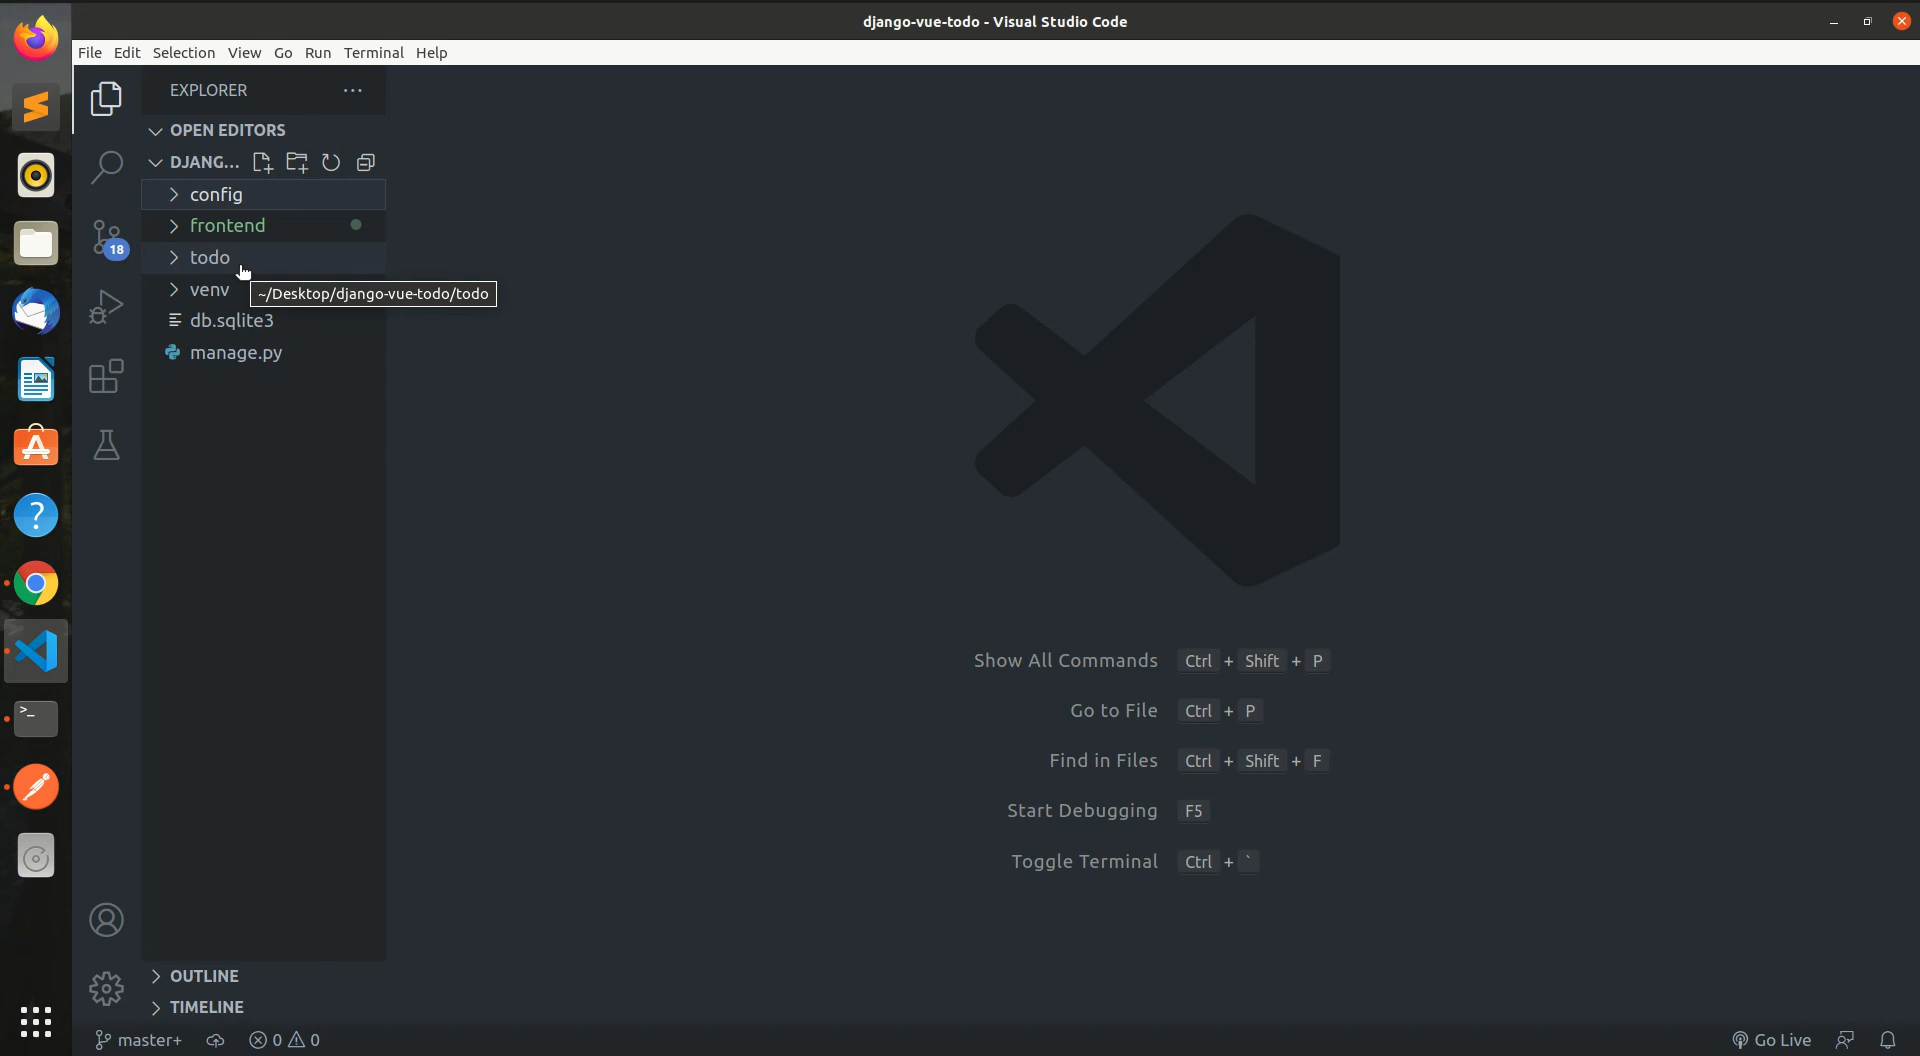 django-vue-todo - Visual Studio Code
File Edit Selection View Go Run Terminal Help
EXPLORER
OPEN EDITORS
DJANG...
config
frontend
18
todo
venv
~/Desktop/django-vue-todo/todo
db.sqlite3
manage.py
Show All Commands Ctrl + Shift + P
Go to File Ctrl + P
Find in Files Ctrl + Shift + F
Start Debugging F5
Toggle Terminal Ctrl + `
OUTLINE
TIMELINE
master+ 0 0 Go Live